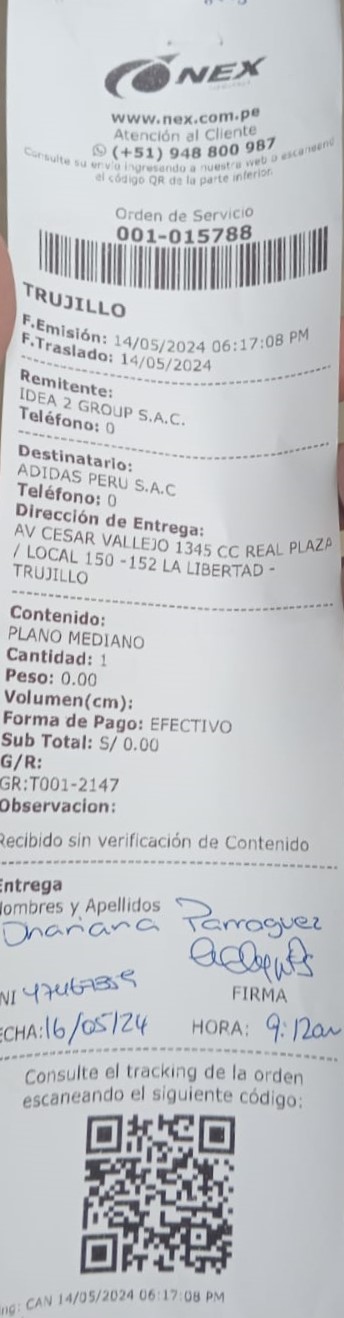 NEX
www.nex.com.pe
Atención al Cliente
(+51) 948 800 987
Consulte su envío ingresando a nuestra web o escaneando
el código QR de la parte inferior.
Orden de Servicio
001-015788
TRUJILLO
F.Emisión: 14/05/2024 06:17:08 PM
F.Traslado: 14/05/2024
Remitente:
IDEA 2 GROUP S.A.C.
Teléfono: 0
Destinatario:
ADIDAS PERU S.A.C
Teléfono: 0
Dirección de Entrega:
AV CESAR VALLEJO 1345 CC REAL PLAZA
/ LOCAL 150 -152 LA LIBERTAD -
TRUJILLO
Contenido:
PLANO MEDIANO
Cantidad: 1
Peso: 0.00
Volumen(cm):
Forma de Pago: EFECTIVO
Sub Total: S/ 0.00
G/R:
GR:T001-2147
Observacion:
Recibido sin verificación de Contenido
Entrega
Nombres y Apellidos
Parraguez
NI
FIRMA
ECHA: 16/05/24 HORA: 9:12am
Consulte el tracking de la orden
escaneando el siguiente código:
ng: CAN 14/05/2024 06:17:08 PM